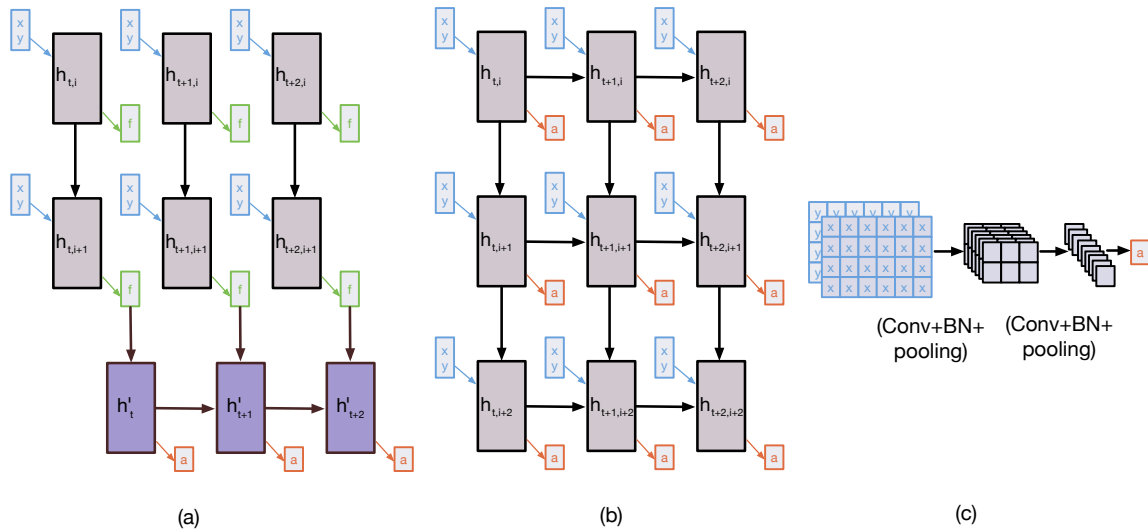 x x x
y y y
h t,i h t+1,i h t+2,i
f f f
x x x
y y y
h t,i+1 h t+1,i+1 h t+2,i+1
f f f
h' t h' t+1 h' t+2
a a a
(a)
x x x
y y y
h t,i h t+1,i h t+2,i
a a a
x x x
y y y
h t,i+1 h t+1,i+1 h t+2,i+1
a a a
x x x
y y y
h t,i+2 h t+1,i+2 h t+2,i+2
a a a
(b)
y y y y y y
x x x x x x
y x x x x x x
y x x x x x x
y x x x x x x
a
(Conv+BN+
pooling)
(Conv+BN+
pooling)
(c)